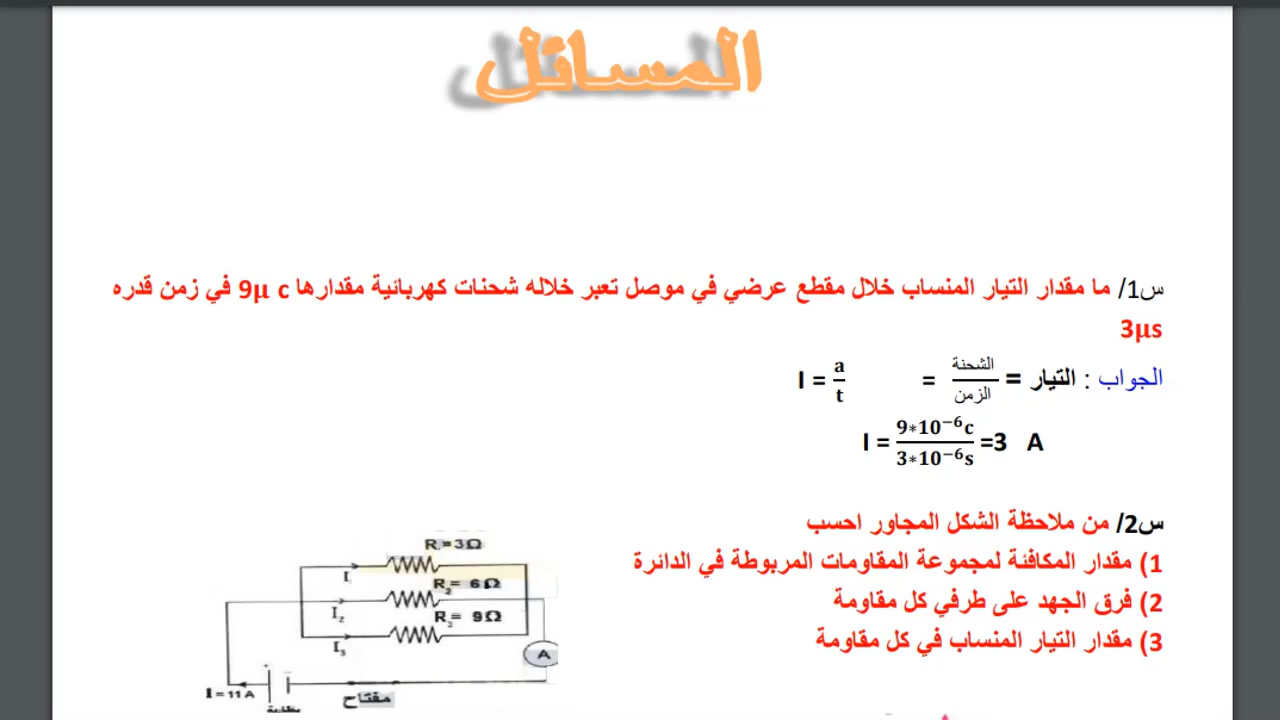 المسائل
س1/ ما مقدار التيار المنساب خلال مقطع عرضي في موصل تعبر خلاله شحنات كهربائية مقدارها 9μ c في زمن قدره
3μs
الجواب : التيار = الشحنة / الزمن = I = a/t
I = 9*10⁻⁶c / 3*10⁻⁶s =3 A
س2/ من ملاحظة الشكل المجاور احسب
1) مقدار المكافئة لمجموعة المقاومات المربوطة في الدائرة
2) فرق الجهد على طرفي كل مقاومة
3) مقدار التيار المنساب في كل مقاومة
R=3Ω
I
R₂= 6Ω
I₂
R₃= 9Ω
I₃
A
+ -
I=11A
مفتاح
بطارية